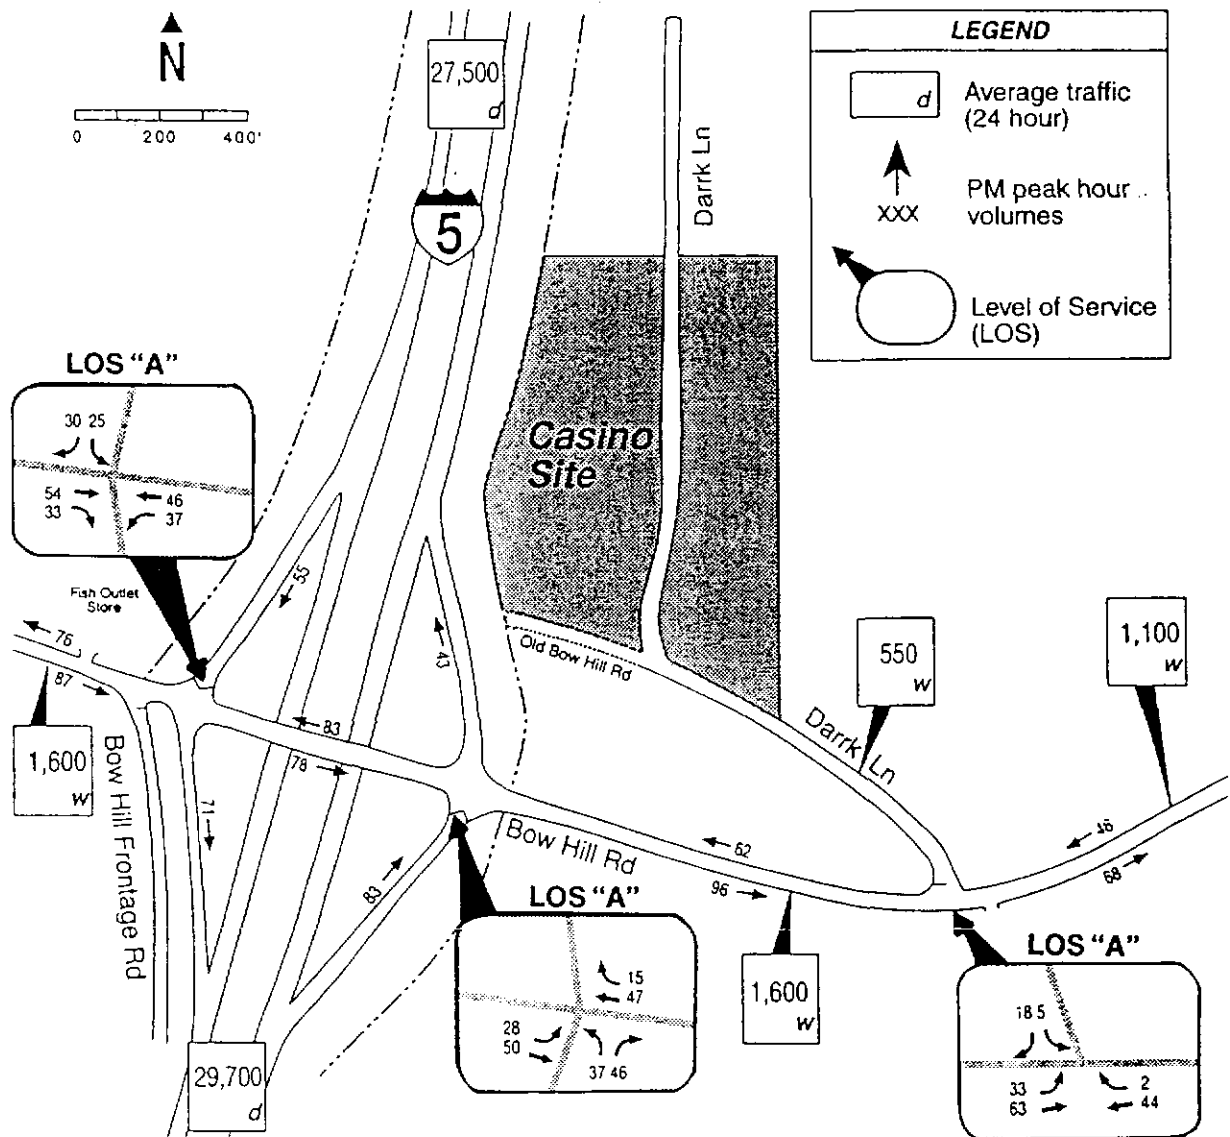 N
0 200 400'
27,500
d
5
Darrk Ln
LEGEND
d
Average traffic
(24 hour)
XXX
PM peak hour
volumes
Level of Service
(LOS)
LOS "A"
30 25
54
33
46
37
Casino
Site
Fish Outlet
Store
55
76
87
43
Old Bow Hill Rd
550
w
1,100
w
83
78
Darrk Ln
1,600
w
Bow Hill Frontage Rd
71
83
Bow Hill Rd
62
96
46
68
LOS "A"
15
47
28
50
37 46
1,600
w
LOS "A"
18 5
33
63
2
44
29,700
d